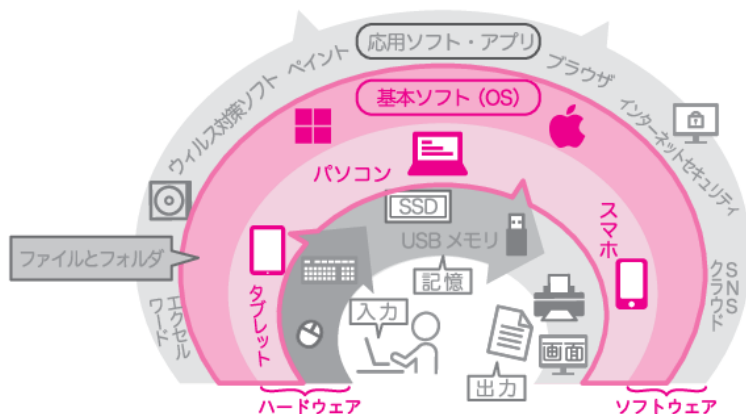 応用ソフト・アプリ
ウィルス対策ソフト
ペイント
ブラウザ
インターネットセキュリティ
基本ソフト（OS）
パソコン
SSD
USBメモリ
スマホ
ファイルとフォルダ
記憶
タブレット
入力
SNS
クラウド
エクセル
ワード
画面
出力
ハードウェア
ソフトウェア